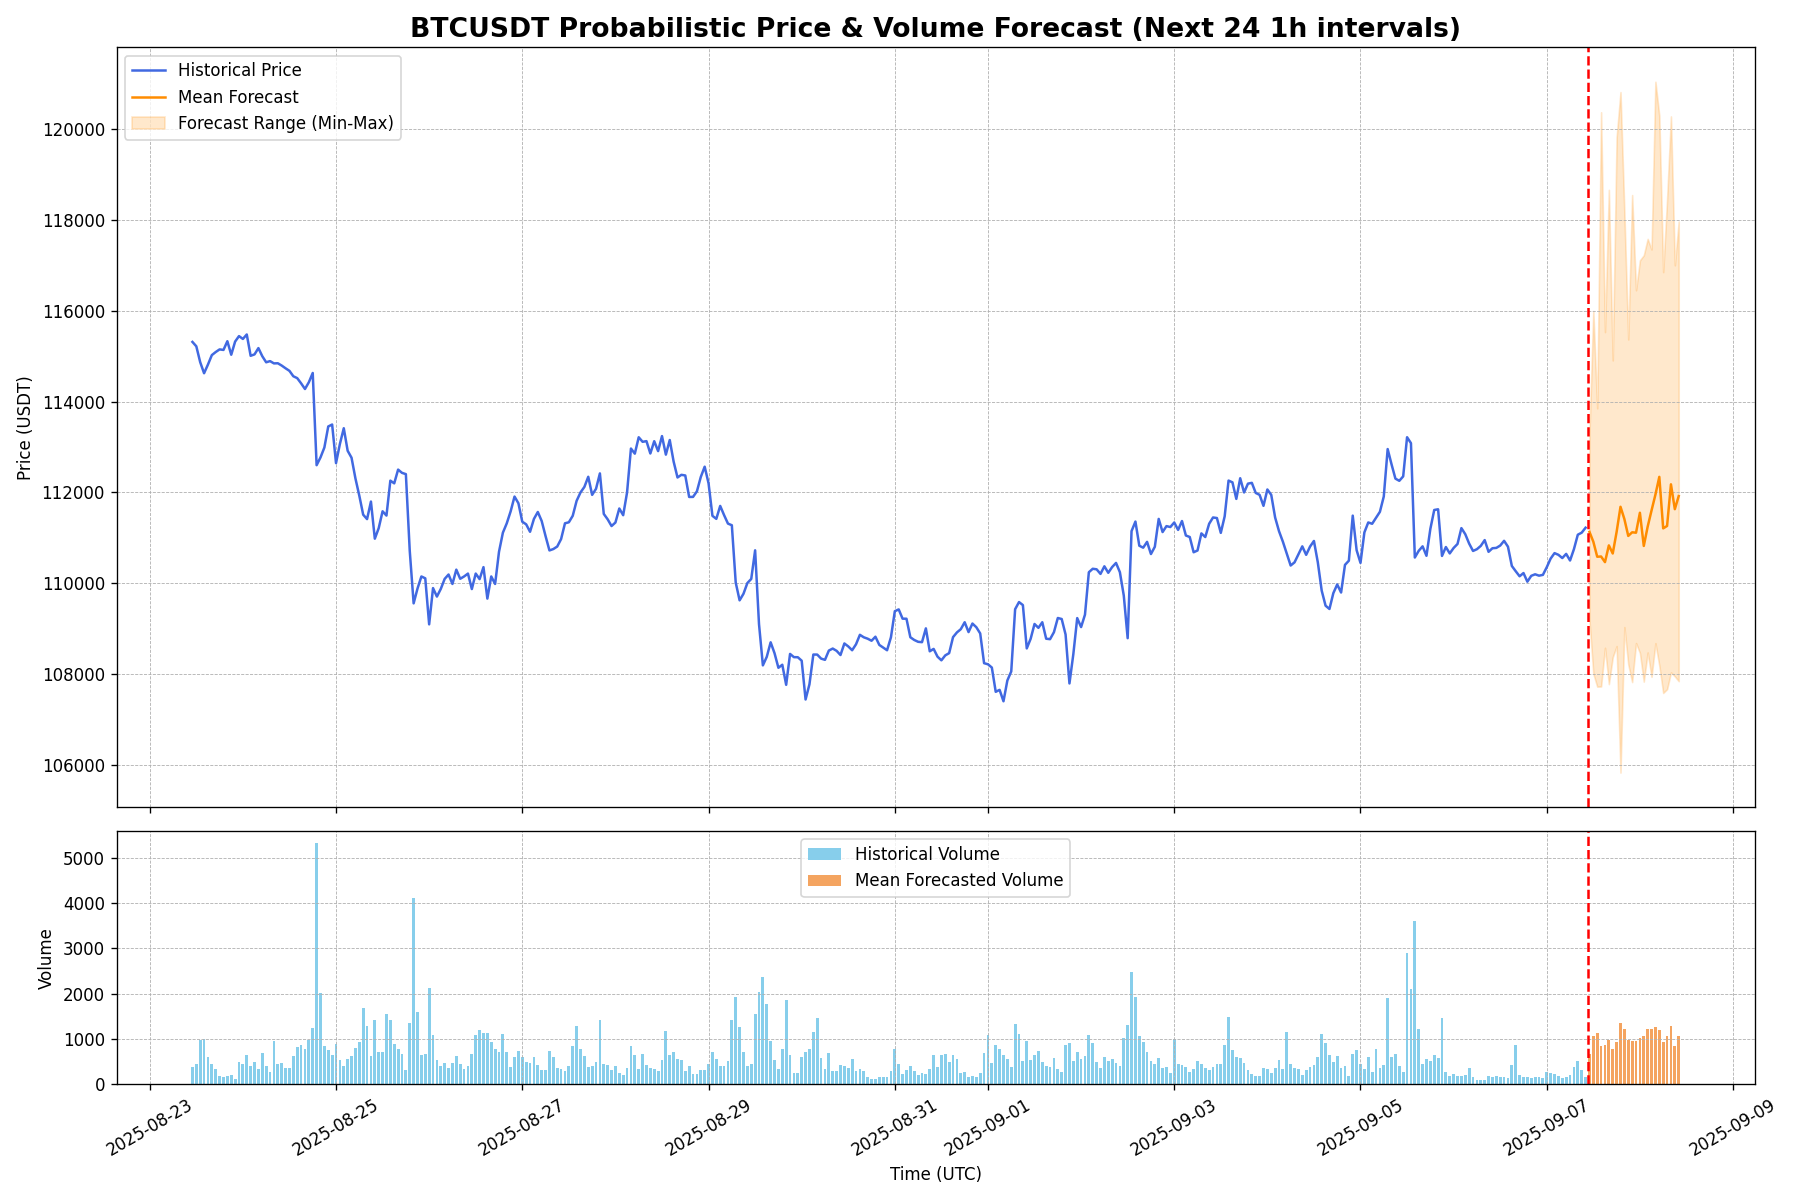 BTCUSDT Probabilistic Price & Volume Forecast (Next 24 1h intervals)
Historical Price
Mean Forecast
Forecast Range (Min-Max)
120000
118000
116000
114000
112000
110000
108000
106000
Price (USDT)
Historical Volume
Mean Forecasted Volume
5000
4000
3000
2000
1000
0
Volume
2025-08-23
2025-08-25
2025-08-27
2025-08-29
2025-08-31
2025-09-01
2025-09-03
2025-09-05
2025-09-07
2025-09-09
Time (UTC)